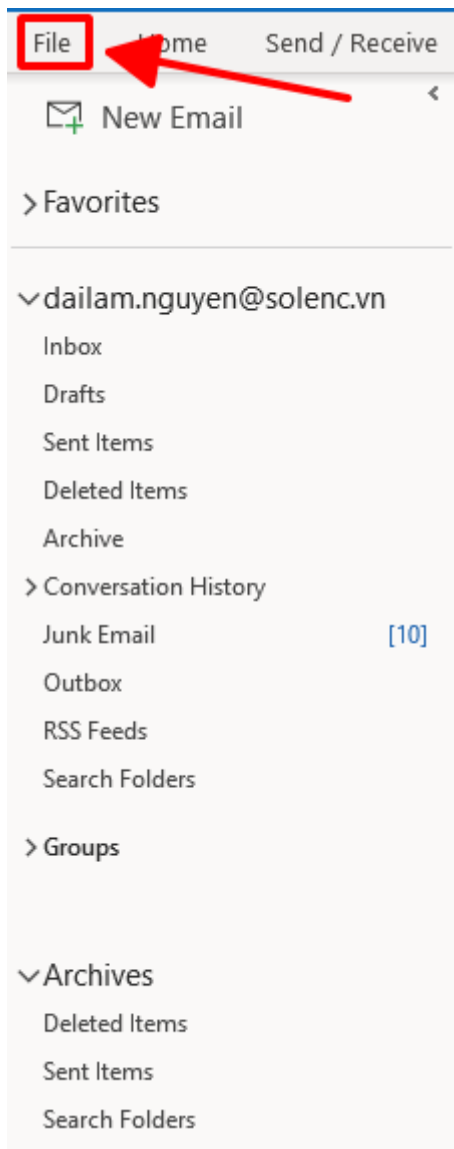 File Home Send / Receive
New Email
Favorites
dailam.nguyen@solenc.vn
Inbox
Drafts
Sent Items
Deleted Items
Archive
Conversation History
Junk Email [10]
Outbox
RSS Feeds
Search Folders
Groups
Archives
Deleted Items
Sent Items
Search Folders